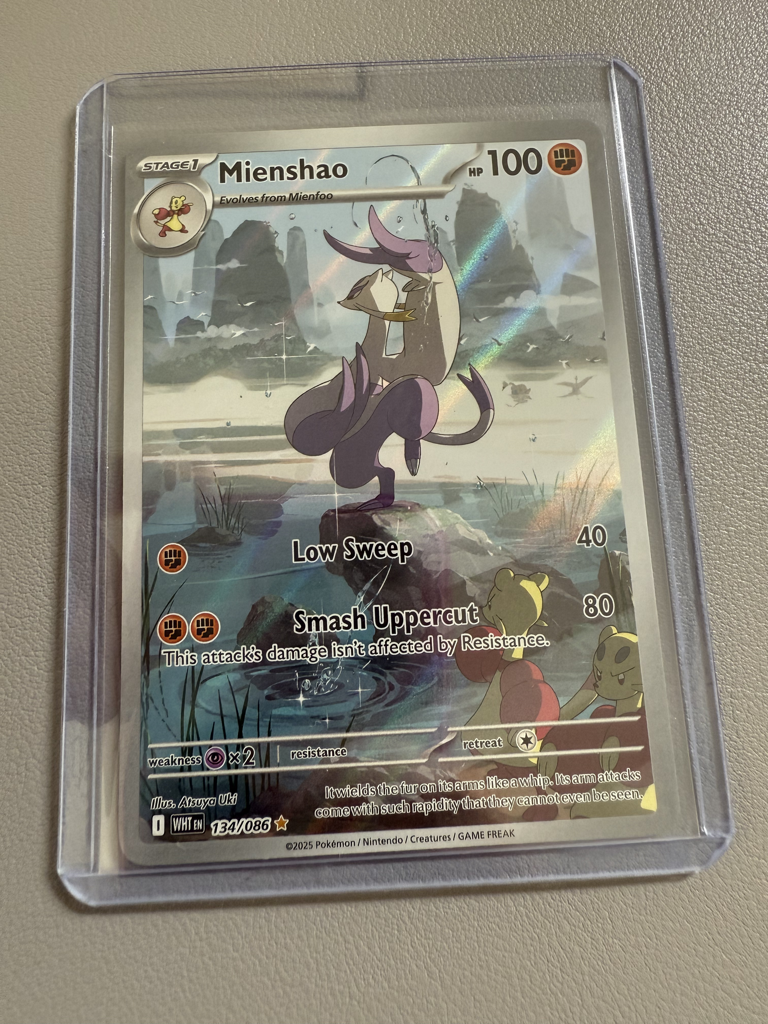 STAGE 1
Mienshao
HP 100
Evolves from Mienfoo
Low Sweep 40
Smash Uppercut 80
This attack's damage isn't affected by Resistance.
weakness ×2 resistance retreat
It wields the fur on its arms like a whip. Its arm attacks
come with such rapidity that they cannot even be seen.
Illus. Atsuya Uki
I WHT EN 134/086
©2025 Pokémon / Nintendo / Creatures / GAME FREAK